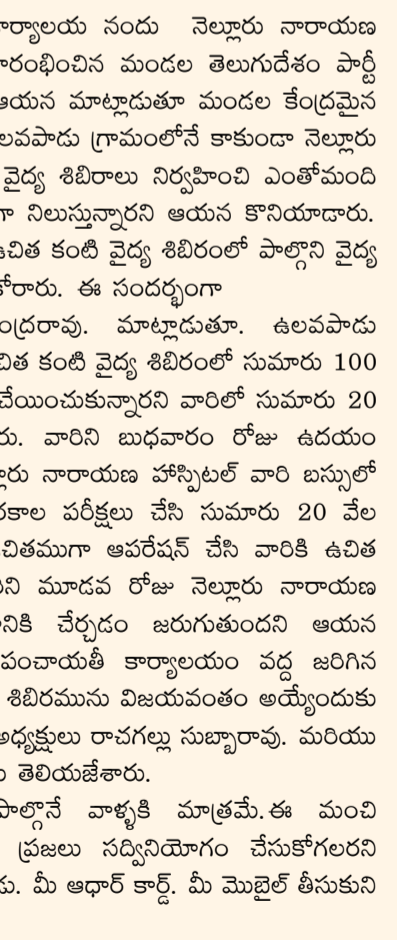 ర్యాలయ నందు నెల్లూరు నారాయణ
రంభించిన మండల తెలుగుదేశం పార్టీ
ఆయన మాట్లాడుతూ మండల కేంద్రమైన
లవపాడు గ్రామంలోనే కాకుండా నెల్లూరు
వైద్య శిబిరాలు నిర్వహించి ఎంతోమంది
గా నిలుస్తున్నారని ఆయన కొనియాడారు.
చిత కంటి వైద్య శిబిరంలో పాల్గొని వైద్య
కోరారు. ఈ సందర్భంగా
ంద్రరావు. మాట్లాడుతూ. ఉలవపాడు
చిత కంటి వైద్య శిబిరంలో సుమారు 100
చేయించుకున్నారని వారిలో సుమారు 20
రు. వారిని బుధవారం రోజు ఉదయం
రు నారాయణ హాస్పిటల్ వారి బస్సులో
రకాల పరీక్షలు చేసి సుమారు 20 వేల
చితముగా ఆపరేషన్ చేసి వారికి ఉచిత
ని మూడవ రోజు నెల్లూరు నారాయణ
నికి చేర్చడం జరుగుతుందని ఆయన
పంచాయతీ కార్యాలయం వద్ద జరిగిన
శిబిరమును విజయవంతం అయ్యేందుకు
అధ్యక్షులు రాచగల్లు సుబ్బారావు. మరియు
తెలియజేశారు.
పాల్గొనే వాళ్ళకి మాత్రమే.ఈ మంచి
ప్రజలు సద్వినియోగం చేసుకోగలరని
డు. మీ ఆధార్ కార్డ్. మీ మొబైల్ తీసుకుని